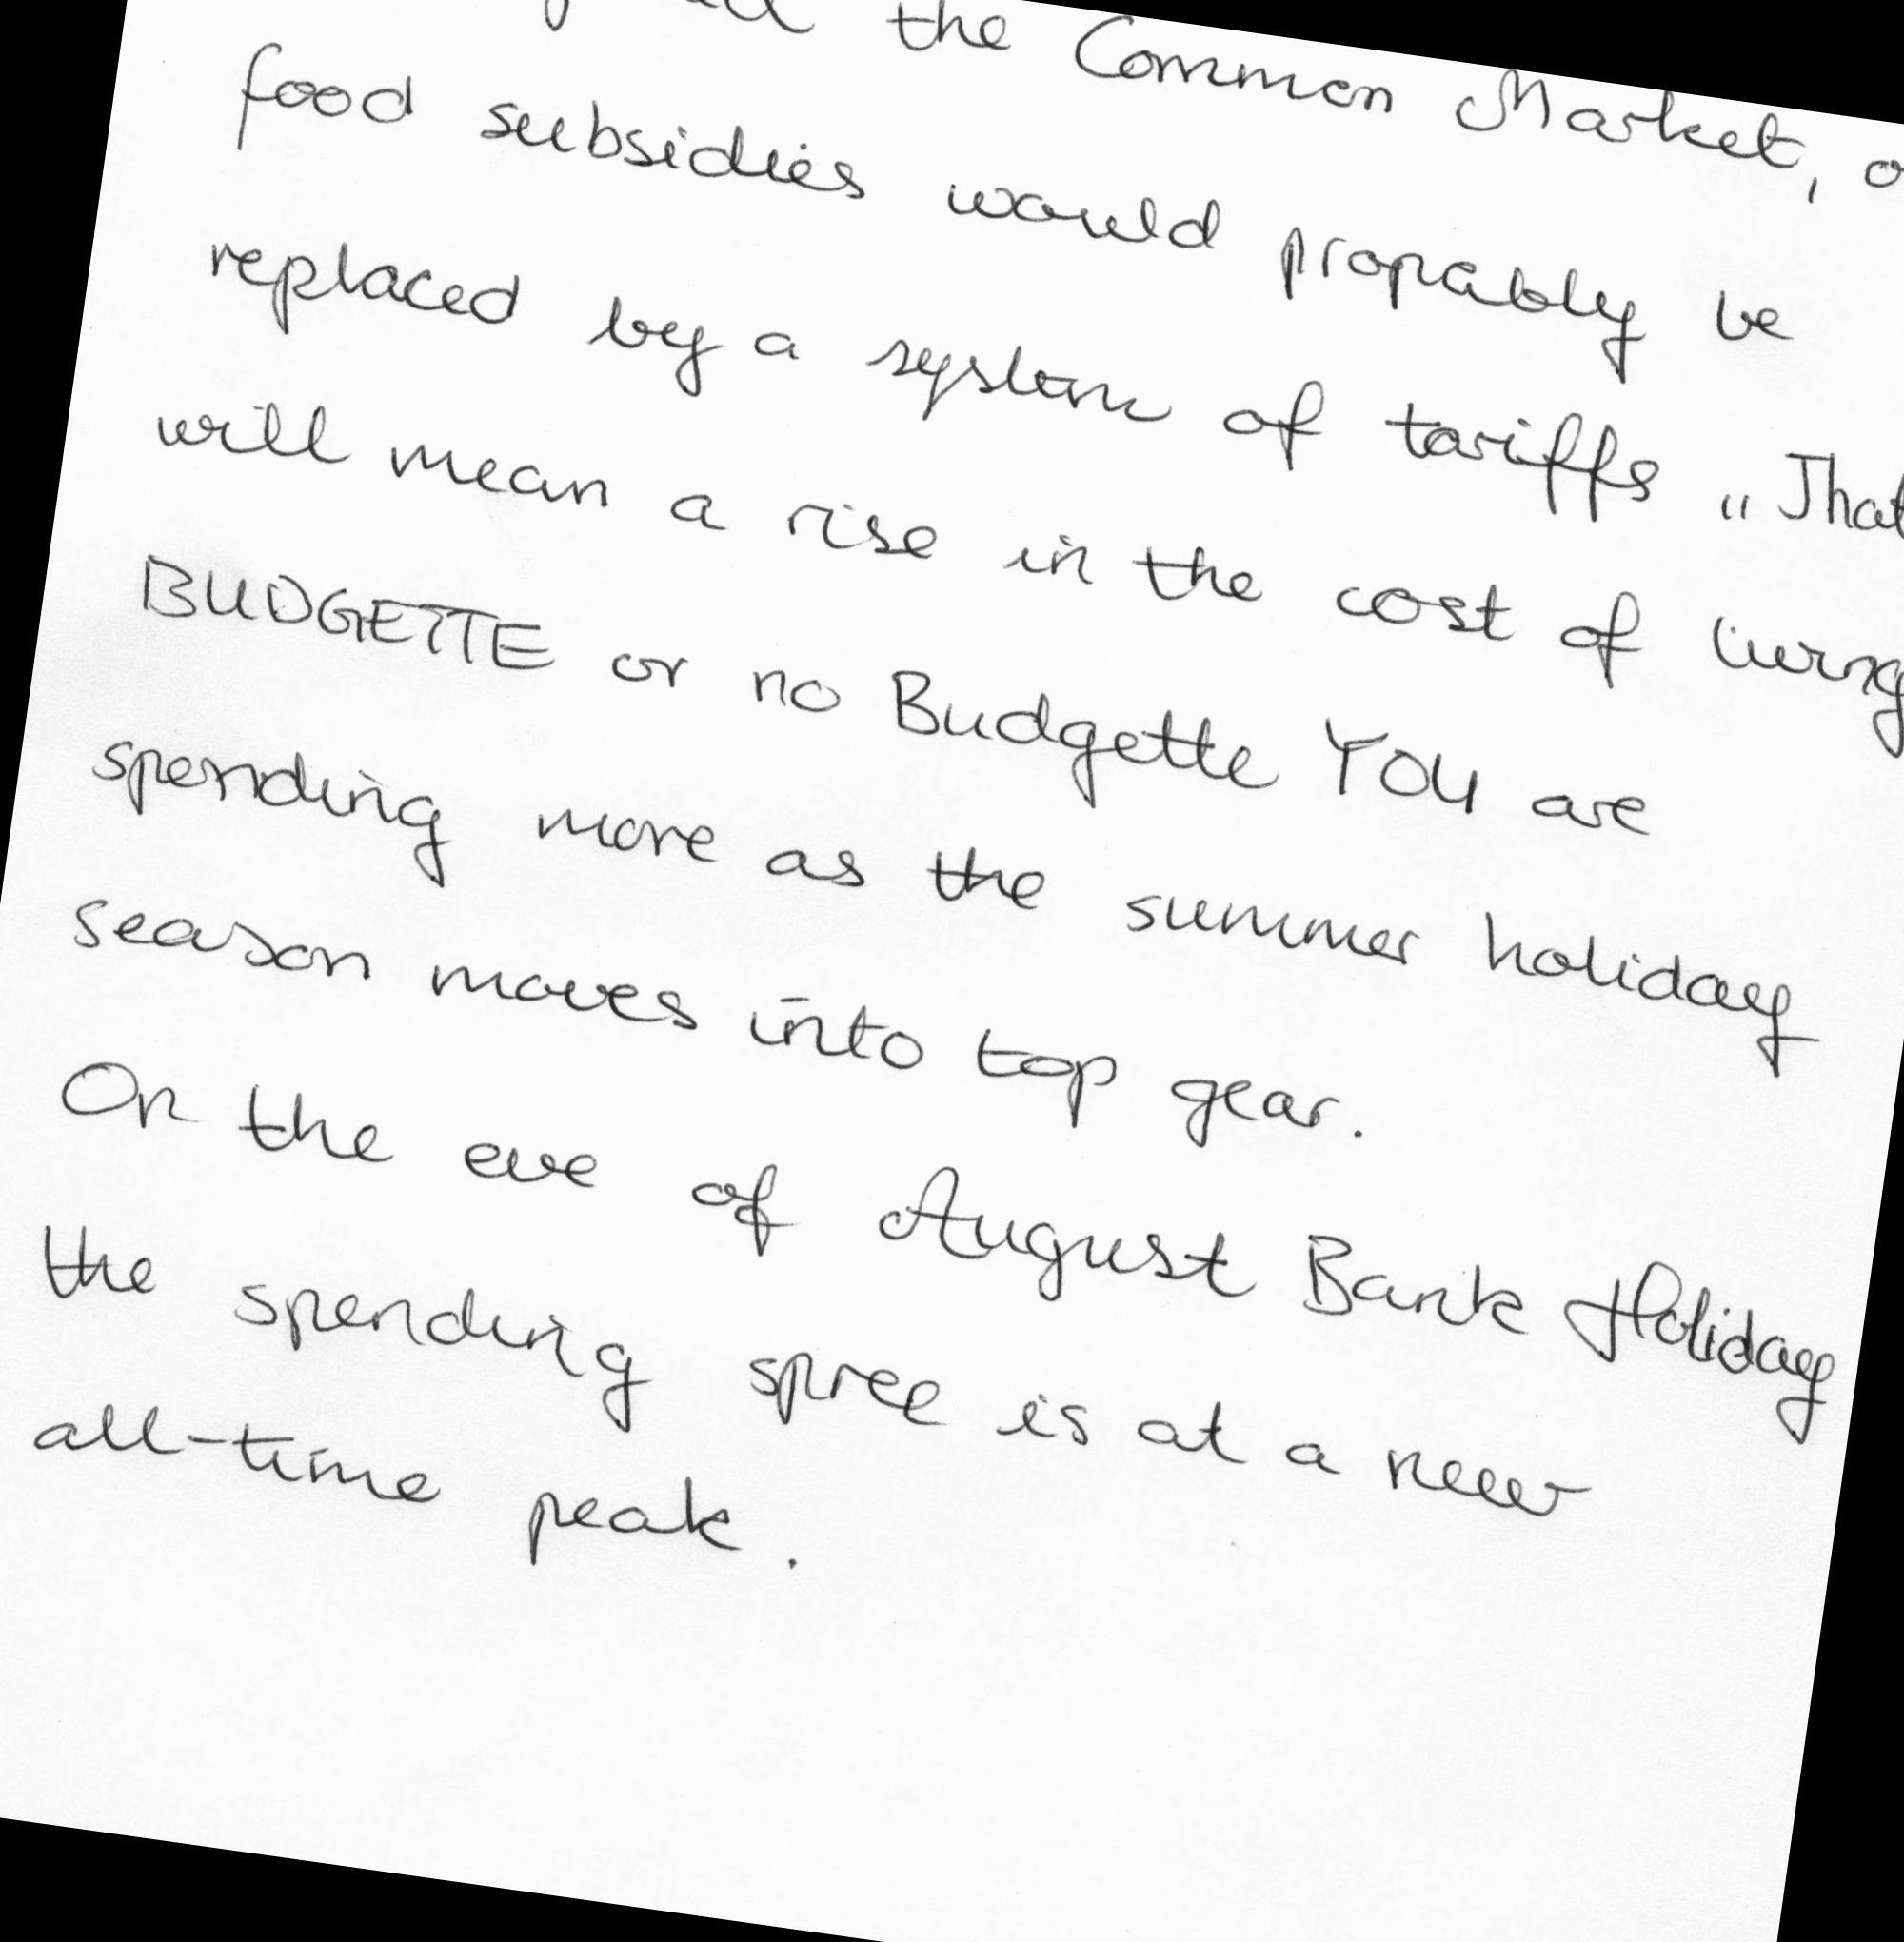 the Common Market,
food subsidies would propably be
replaced by a system of tariffs „That
will mean a rise in the cost of living
BUDGETTE or no Budgette YOU are
spending more as the summer holiday
season moves into top gear.
On the eve of August Bank Holiday
the spending spree is at a new
all-time peak.